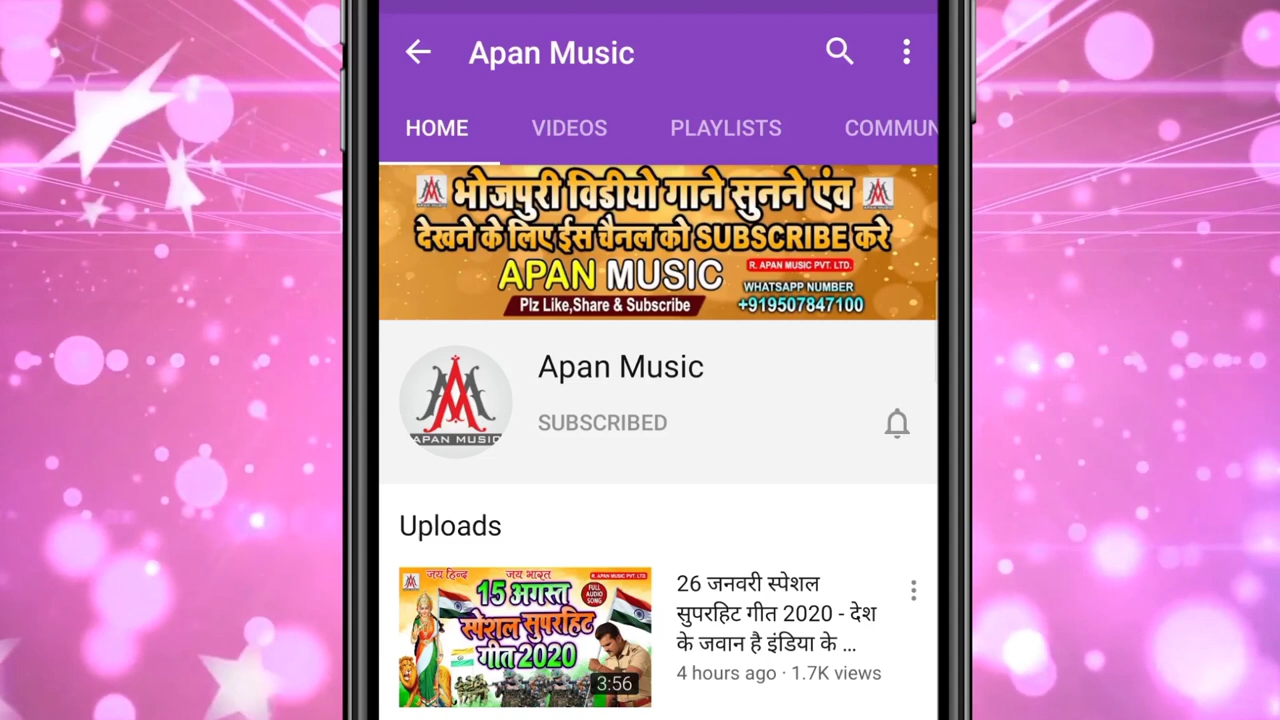 Apan Music
HOME VIDEOS PLAYLISTS COMMUN
भोजपुरी विडीयो गाने सुनने एंव
देखने के लिए ईस चैनल को SUBSCRIBE करे
APAN MUSIC
R. APAN MUSIC PVT. LTD.
WHATSAPP NUMBER
Plz Like,Share & Subscribe
+919507847100
Apan Music
SUBSCRIBED
APAN MUSIC
Uploads
जय हिन्द जय भारत
R. APAN MUSIC PVT. LTD
15 अगस्त
FULL
AUDIO
SONG
स्पेशल सुपरहिट
गीत 2020
3:56
26 जनवरी स्पेशल
सुपरहिट गीत 2020 - देश
के जवान है इंडिया के ...
4 hours ago · 1.7K views